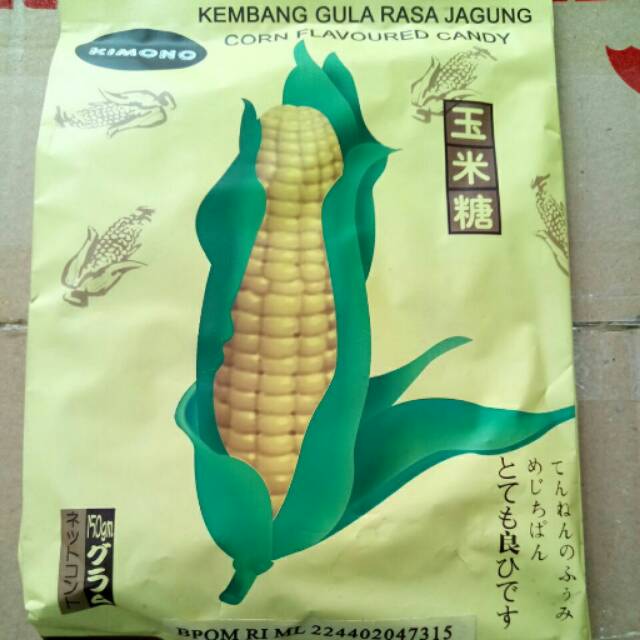 KEMBANG GULA RASA JAGUNG
CORN FLAVOURED CANDY
KIMONO
玉米糖
てんねんのふぅみ
めじちばん
とても良ひです
150gm
グラム
ネットコント
BPOM RI ML 224402047315